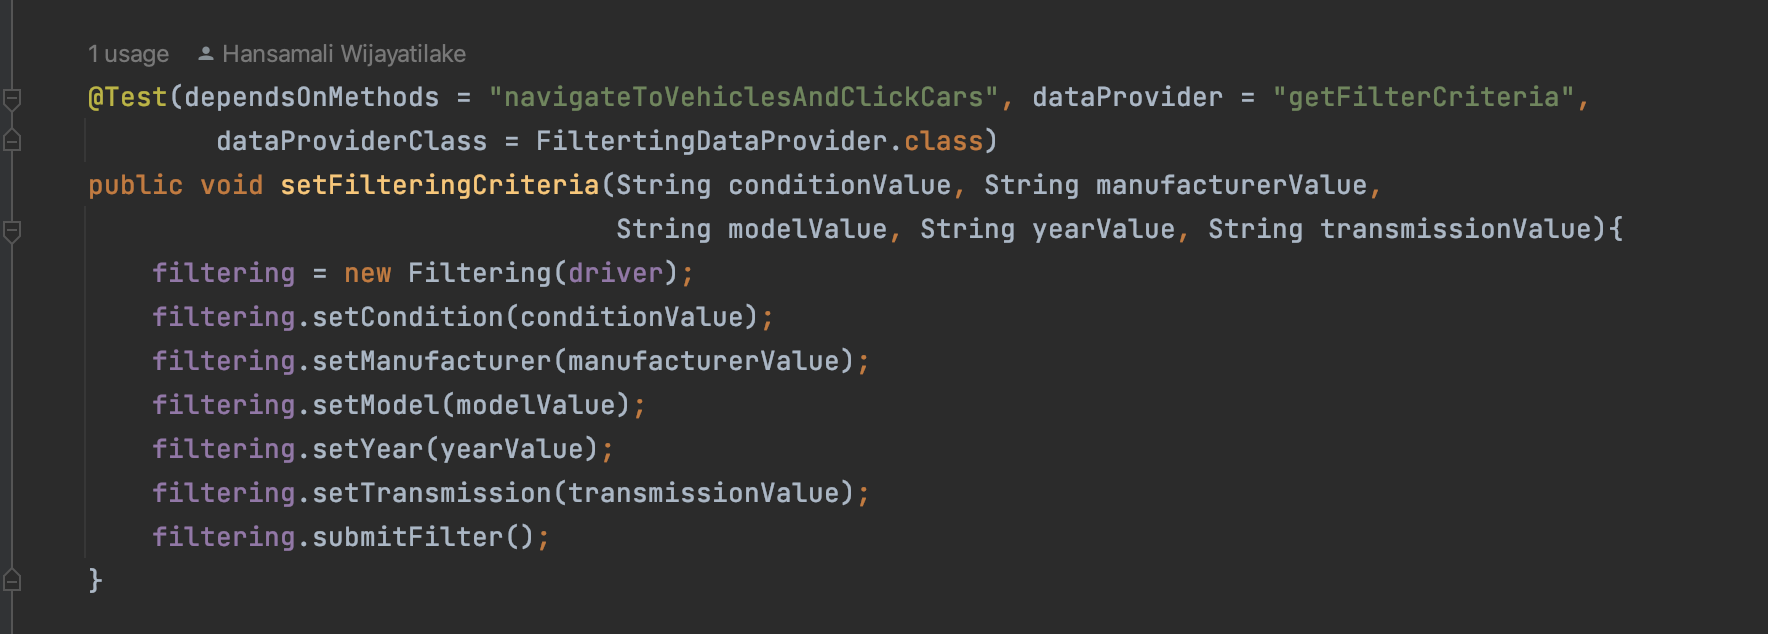 1 usage Hansamali Wijayatilake
@Test(dependsOnMethods = "navigateToVehiclesAndClickCars", dataProvider = "getFilterCriteria",
        dataProviderClass = FiltertingDataProvider.class)
public void setFilteringCriteria(String conditionValue, String manufacturerValue,
                                 String modelValue, String yearValue, String transmissionValue){
    filtering = new Filtering(driver);
    filtering.setCondition(conditionValue);
    filtering.setManufacturer(manufacturerValue);
    filtering.setModel(modelValue);
    filtering.setYear(yearValue);
    filtering.setTransmission(transmissionValue);
    filtering.submitFilter();
}